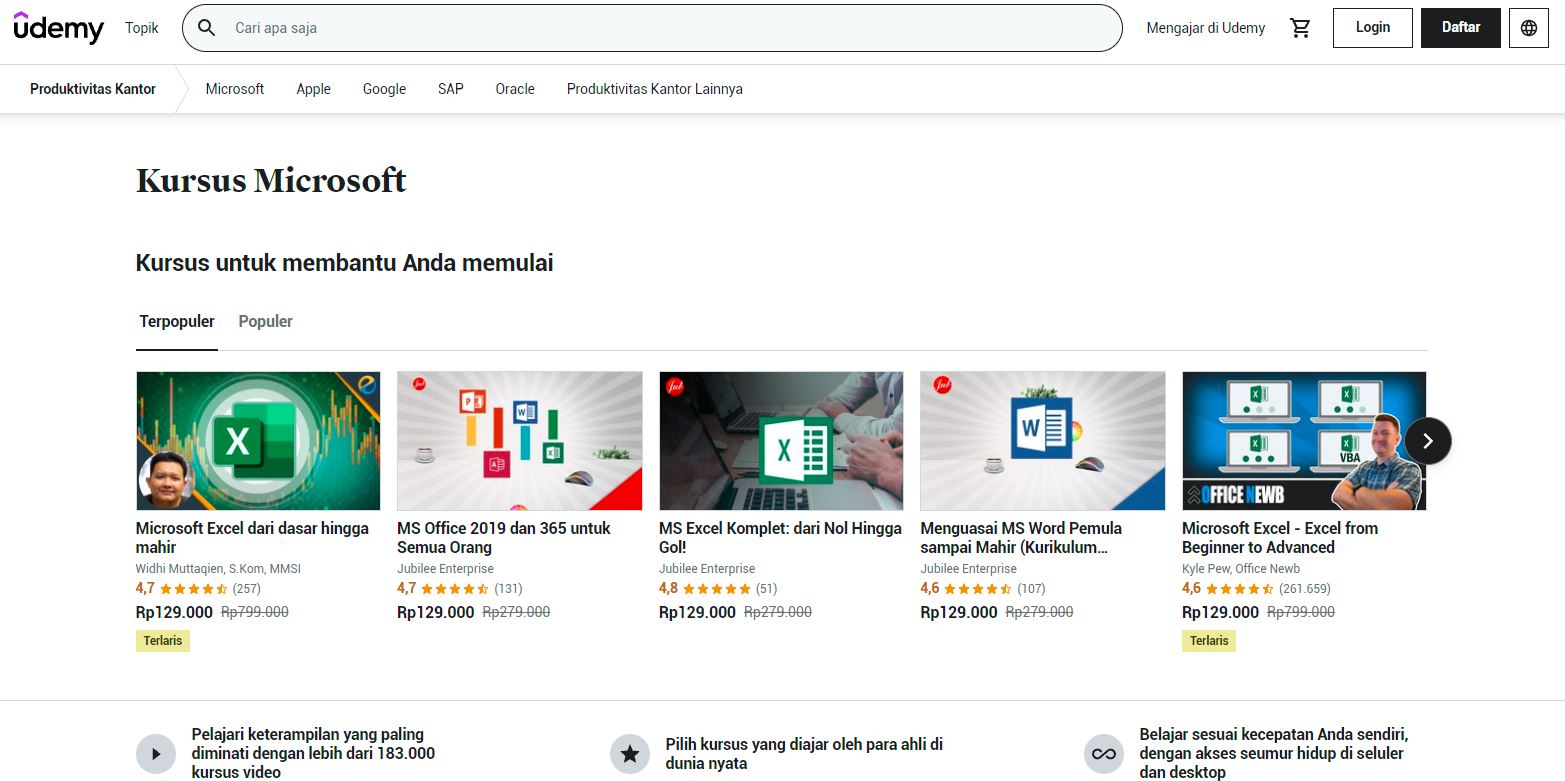 udemy
Topik
Cari apa saja
Mengajar di Udemy
Login
Daftar
Produktivitas Kantor
Microsoft
Apple
Google
SAP
Oracle
Produktivitas Kantor Lainnya
Kursus Microsoft
Kursus untuk membantu Anda memulai
Terpopuler
Populer
X
P
W
A
X
Jub
X
Jub
W
X
X
X
X
VBA
OFFICE NEWB
Microsoft Excel dari dasar hingga
mahir
Widhi Muttaqien, S.Kom, MMSI
4,7 (257)
Rp129.000 Rp799.000
Terlaris
MS Office 2019 dan 365 untuk
Semua Orang
Jubilee Enterprise
4,7 (131)
Rp129.000 Rp279.000
MS Excel Komplet: dari Nol Hingga
Gol!
Jubilee Enterprise
4,8 (51)
Rp129.000 Rp279.000
Menguasai MS Word Pemula
sampai Mahir (Kurikulum...
Jubilee Enterprise
4,6 (107)
Rp129.000 Rp279.000
Microsoft Excel - Excel from
Beginner to Advanced
Kyle Pew, Office Newb
4,6 (261.659)
Rp129.000 Rp799.000
Terlaris
Pelajari keterampilan yang paling
diminati dengan lebih dari 183.000
kursus video
Pilih kursus yang diajar oleh para ahli di
dunia nyata
Belajar sesuai kecepatan Anda sendiri,
dengan akses seumur hidup di seluler
dan desktop